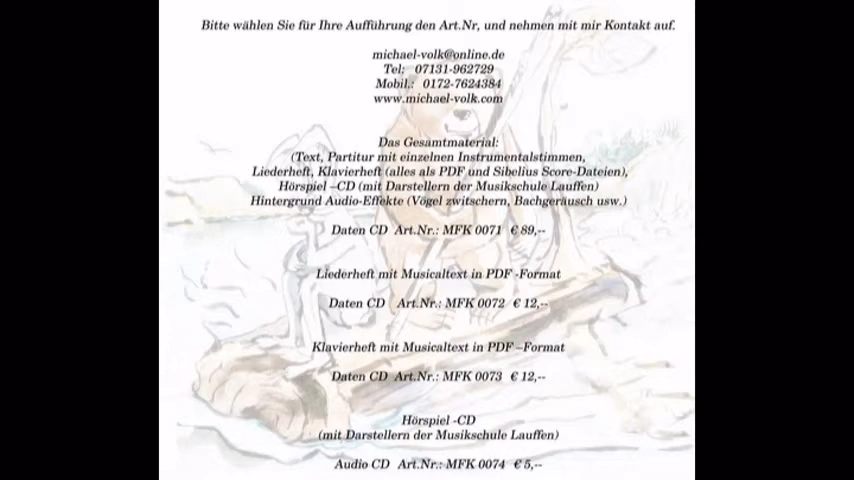 Bitte wählen Sie für Ihre Aufführung den Art.Nr, und nehmen mit mir Kontakt auf.
michael-volk@online.de
Tel: 07131-962729
Mobil.: 0172-7624384
www.michael-volk.com
Das Gesamtmaterial:
(Text, Partitur mit einzelnen Instrumentalstimmen,
Liederheft, Klavierheft (alles als PDF und Sibelius Score-Dateien),
Hörspiel –CD (mit Darstellern der Musikschule Lauffen)
Hintergrund Audio-Effekte (Vögel zwitschern, Bachgeräusch usw.)
Daten CD Art.Nr.: MFK 0071 € 89,--
Liederheft mit Musicaltext in PDF -Format
Daten CD Art.Nr.: MFK 0072 € 12,--
Klavierheft mit Musicaltext in PDF –Format
Daten CD Art.Nr.: MFK 0073 € 12,--
Hörspiel -CD
(mit Darstellern der Musikschule Lauffen)
Audio CD Art.Nr.: MFK 0074 € 5,--